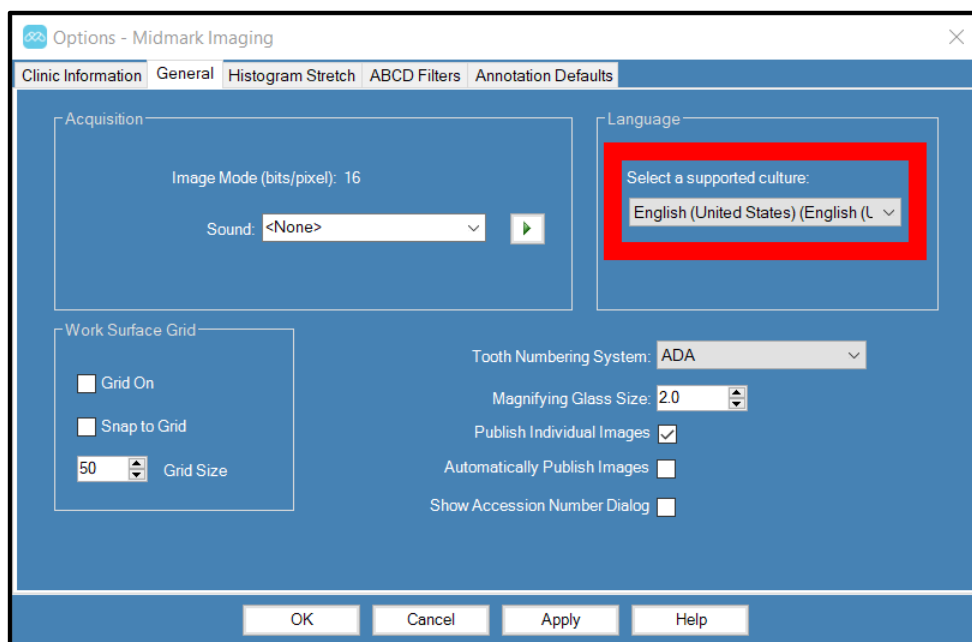 Options - Midmark Imaging
Clinic Information General Histogram Stretch ABCD Filters Annotation Defaults
Acquisition
Image Mode (bits/pixel): 16
Sound: <None>
Language
Select a supported culture:
English (United States) (English (U
Work Surface Grid
Grid On
Snap to Grid
50 Grid Size
Tooth Numbering System: ADA
Magnifying Glass Size: 2.0
Publish Individual Images
Automatically Publish Images
Show Accession Number Dialog
OK Cancel Apply Help